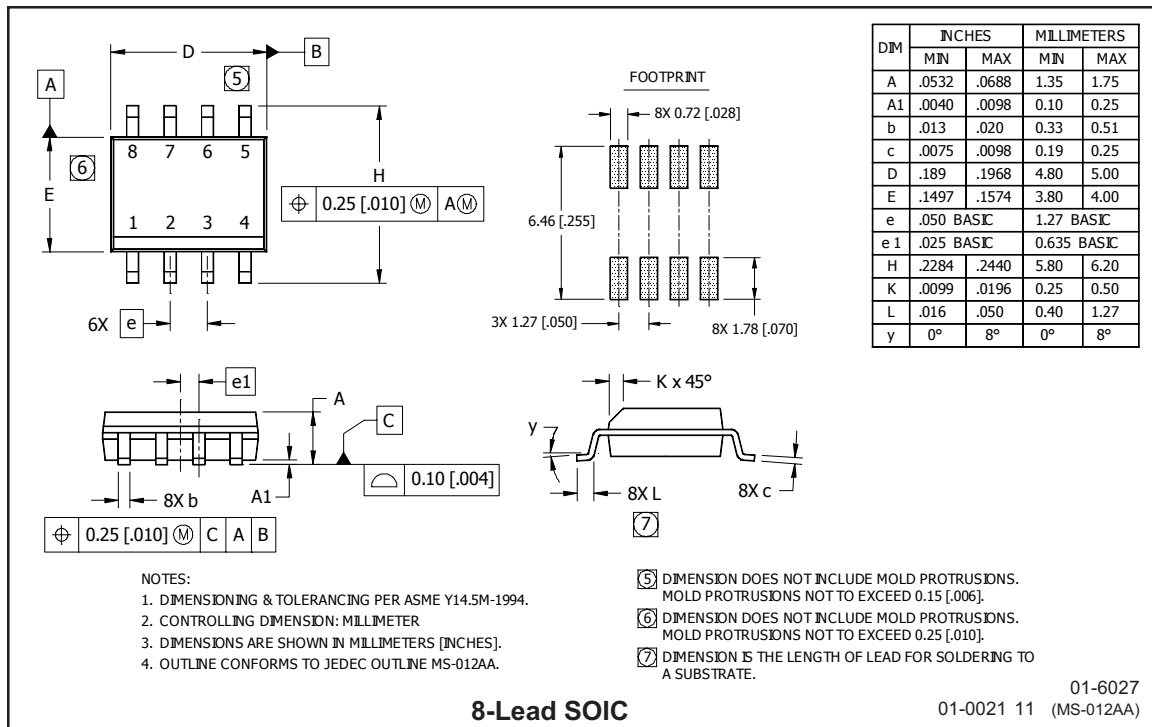 D
B
5
A
8 7 6 5
6
E
H
⌖ 0.25 [.010] Ⓜ A Ⓜ
1 2 3 4
6X e
FOOTPRINT
8X 0.72 [.028]
6.46 [.255]
3X 1.27 [.050]
8X 1.78 [.070]
DIM INCHES MILLIMETERS
MIN MAX MIN MAX
A .0532 .0688 1.35 1.75
A1 .0040 .0098 0.10 0.25
b .013 .020 0.33 0.51
c .0075 .0098 0.19 0.25
D .189 .1968 4.80 5.00
E .1497 .1574 3.80 4.00
e .050 BASIC 1.27 BASIC
e 1 .025 BASIC 0.635 BASIC
H .2284 .2440 5.80 6.20
K .0099 .0196 0.25 0.50
L .016 .050 0.40 1.27
y 0° 8° 0° 8°
e1
A
C
0.10 [.004]
A1
8X b
⌖ 0.25 [.010] Ⓜ C A B
K x 45°
y
8X L
8X c
7
NOTES:
1. DIMENSIONING & TOLERANCING PER ASME Y14.5M-1994.
2. CONTROLLING DIMENSION: MILLIMETER
3. DIMENSIONS ARE SHOWN IN MILLIMETERS [INCHES].
4. OUTLINE CONFORMS TO JEDEC OUTLINE MS-012AA.
5 DIMENSION DOES NOT INCLUDE MOLD PROTRUSIONS.
MOLD PROTRUSIONS NOT TO EXCEED 0.15 [.006].
6 DIMENSION DOES NOT INCLUDE MOLD PROTRUSIONS.
MOLD PROTRUSIONS NOT TO EXCEED 0.25 [.010].
7 DIMENSION IS THE LENGTH OF LEAD FOR SOLDERING TO
A SUBSTRATE.
8-Lead SOIC
01-6027
01-0021 11 (MS-012AA)